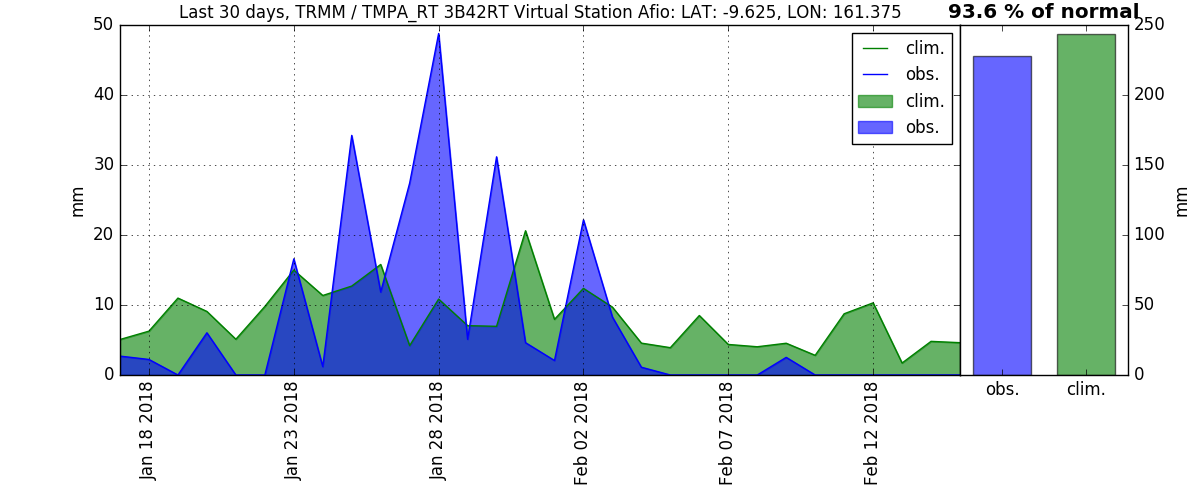 Last 30 days, TRMM / TMPA_RT 3B42RT Virtual Station Afio: LAT: -9.625, LON: 161.375
93.6 % of normal
50
40
30
20
10
0
mm
clim.
obs.
clim.
obs.
250
200
150
100
50
0
mm
Jan 18 2018
Jan 23 2018
Jan 28 2018
Feb 02 2018
Feb 07 2018
Feb 12 2018
obs.
clim.